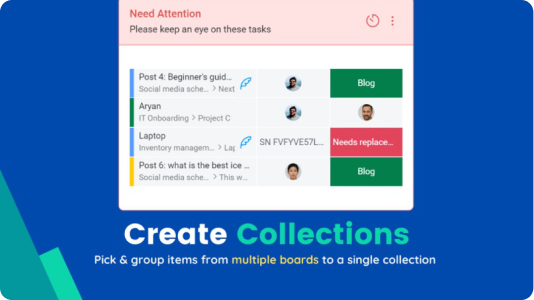 Need Attention
Please keep an eye on these tasks
Post 4: Beginner's guid...
Social media sche... > Next
Blog
Aryan
IT Onboarding > Project C
Laptop
Inventory managem... > Lap
SN FVFYVE57L...
Needs replace...
Post 6: what is the best ice ...
Social media sche... > This w...
Blog
Create Collections
Pick & group items from multiple boards to a single collection